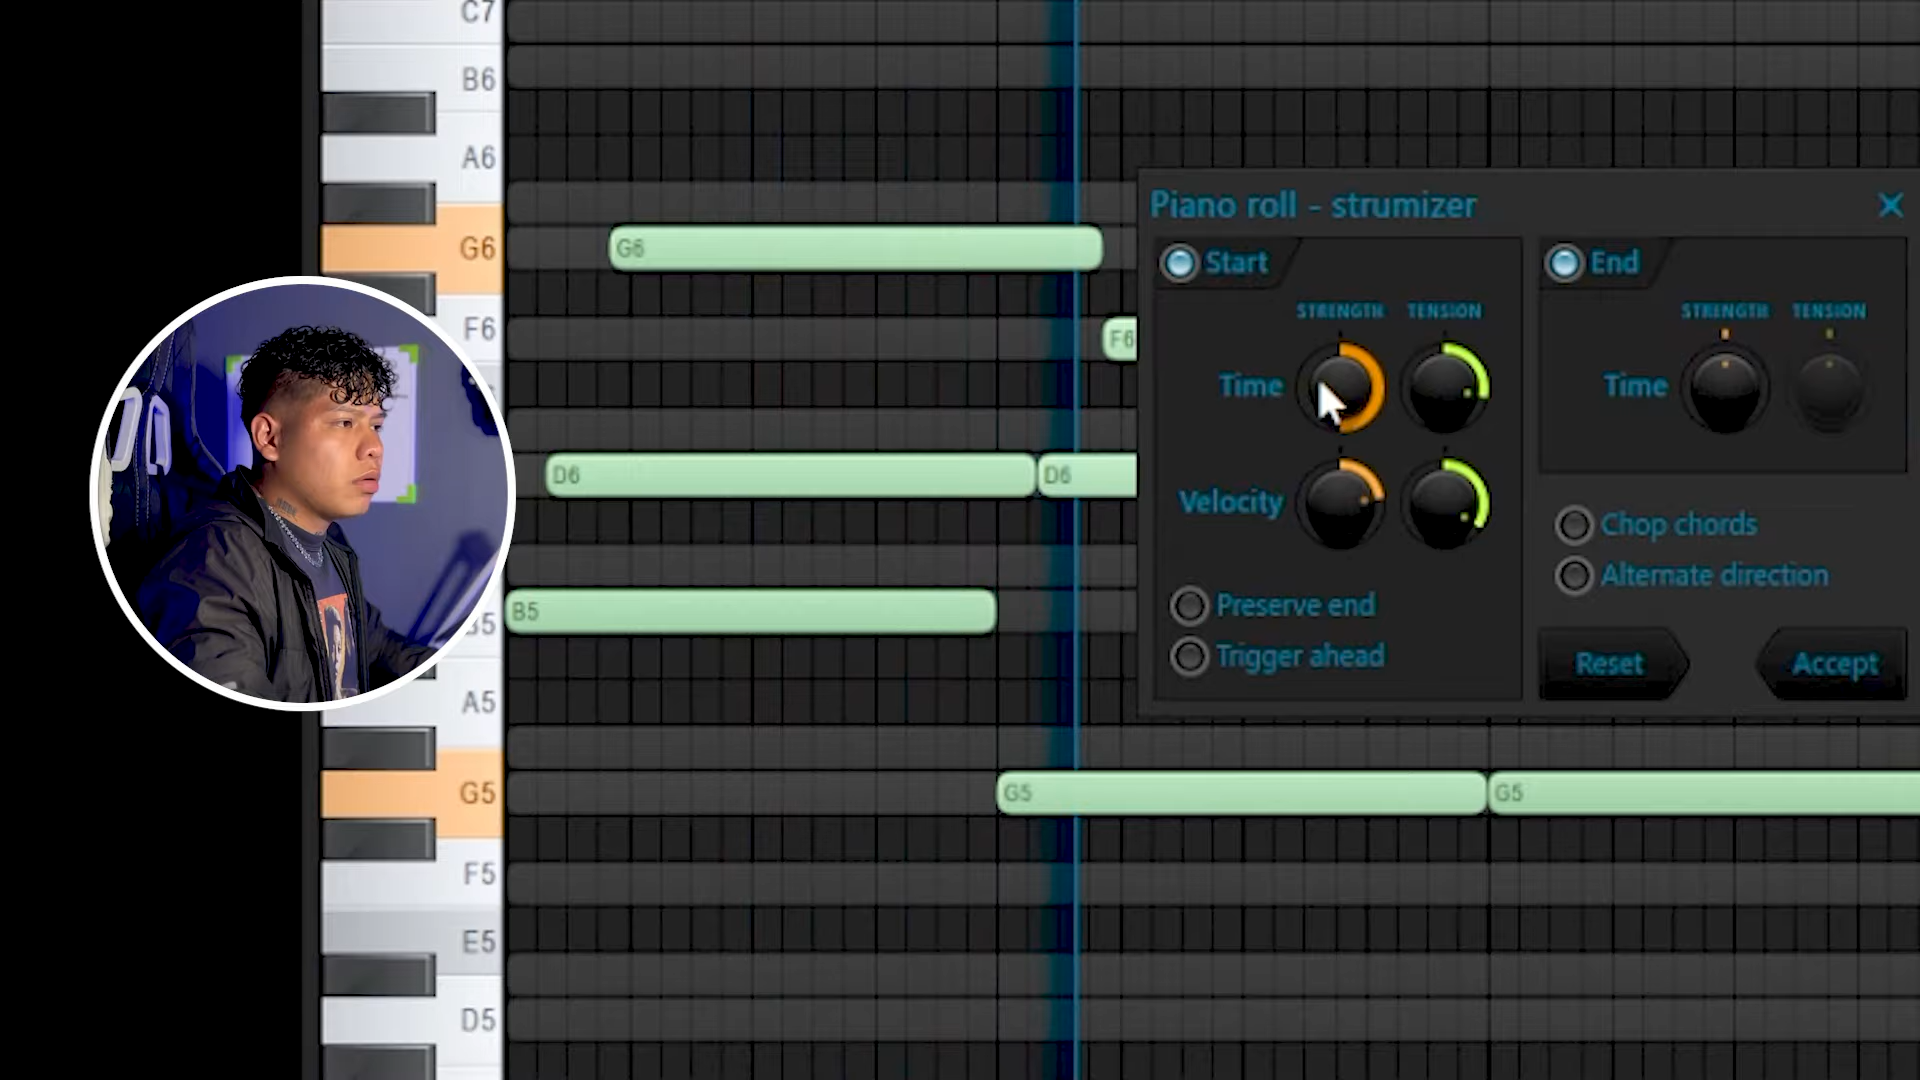 C7
B6
A6
G6
G6
F6
F6
D6
D6
B5
B5
A5
G5
G5
G5
F5
E5
D5
Piano roll - strumizer
Start
STRENGTH TENSION
Time
Velocity
Preserve end
Trigger ahead
End
STRENGTH TENSION
Time
Chop chords
Alternate direction
Reset
Accept